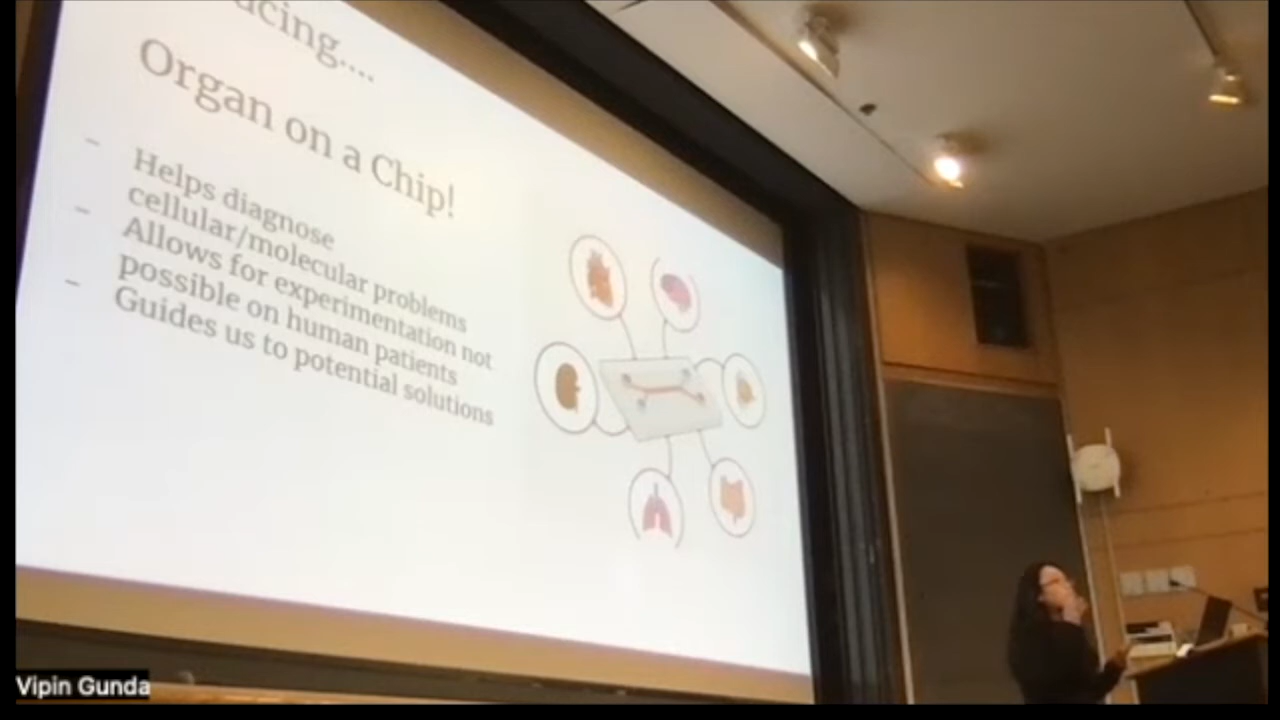 ucing....
Organ on a Chip!
- Helps diagnose
cellular/molecular problems
- Allows for experimentation not
possible on human patients
- Guides us to potential solutions
Vipin Gunda